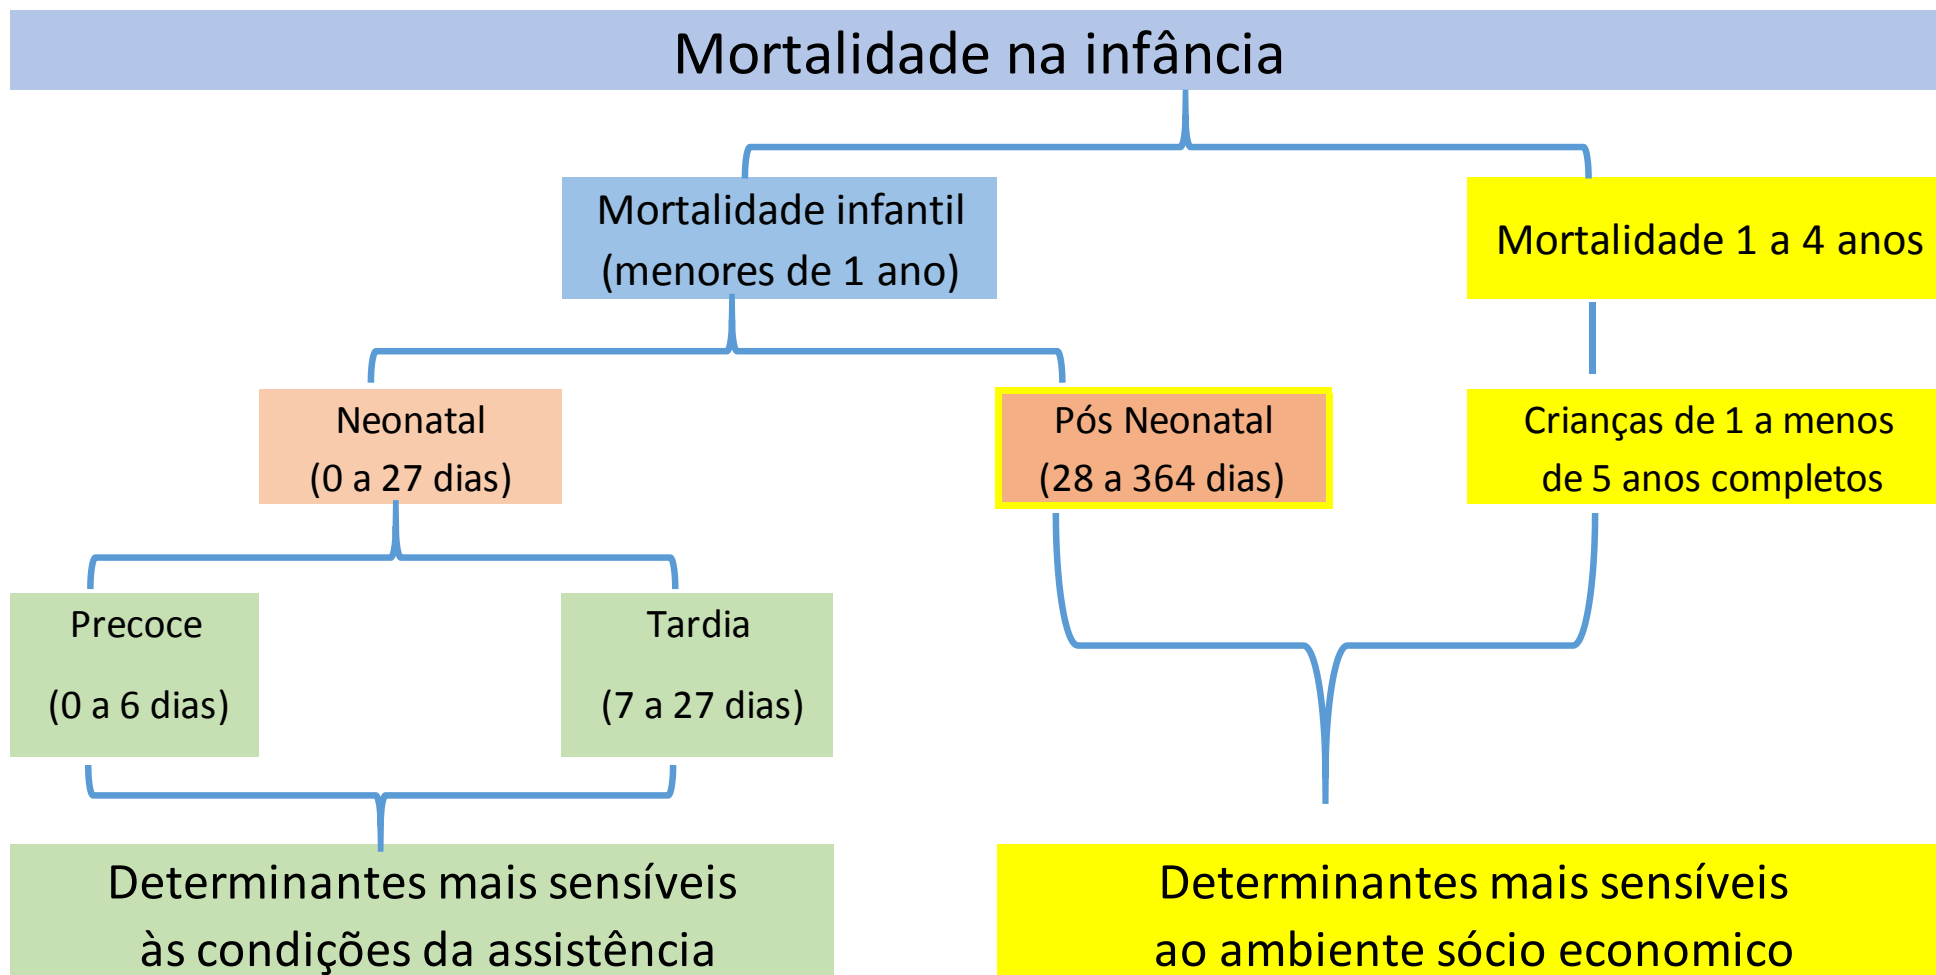 Mortalidade na infância
Mortalidade infantil
(menores de 1 ano)
Mortalidade 1 a 4 anos
Neonatal
(0 a 27 dias)
Pós Neonatal
(28 a 364 dias)
Crianças de 1 a menos
de 5 anos completos
Precoce
(0 a 6 dias)
Tardia
(7 a 27 dias)
Determinantes mais sensíveis
às condições da assistência
Determinantes mais sensíveis
ao ambiente sócio economico